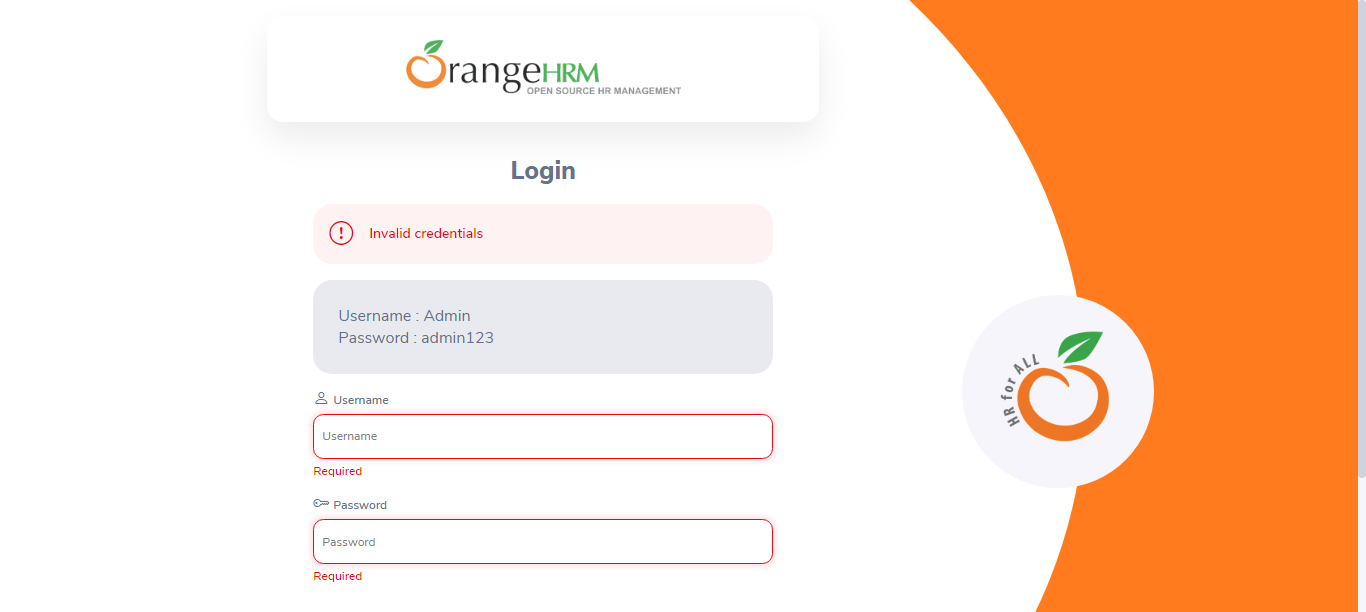 OrangeHRM
OPEN SOURCE HR MANAGEMENT
Login
! Invalid credentials
Username : Admin
Password : admin123
Username
Username
Required
Password
Password
Required
HR for ALL